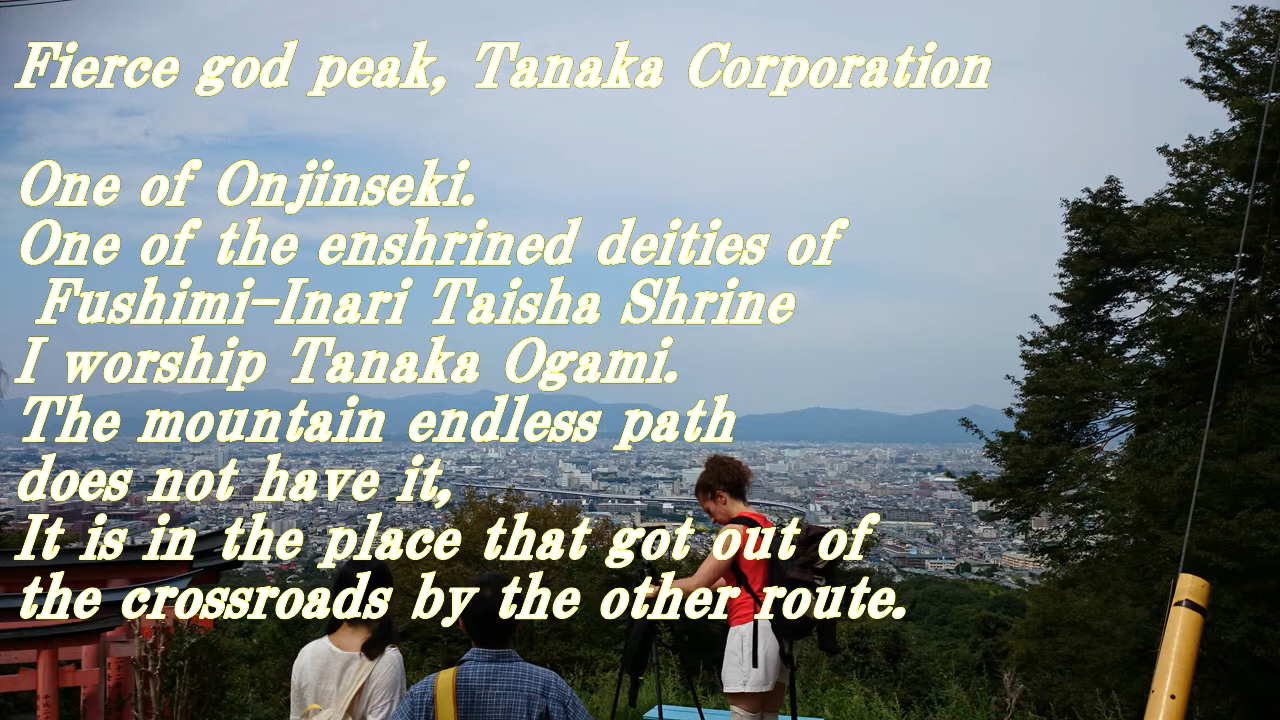 Fierce god peak, Tanaka Corporation
One of Onjinseki.
One of the enshrined deities of
Fushimi-Inari Taisha Shrine
I worship Tanaka Ogami.
The mountain endless path
does not have it,
It is in the place that got out of
the crossroads by the other route.